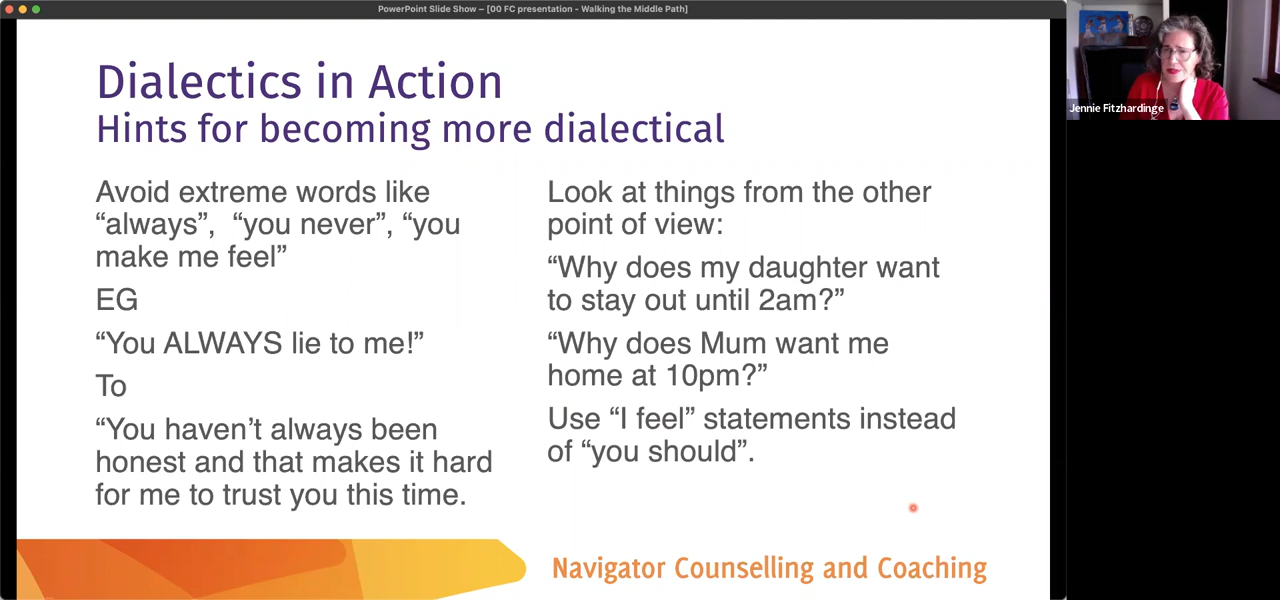 PowerPoint Slide Show – [00 FC presentation - Walking the Middle Path]
Dialectics in Action
Hints for becoming more dialectical
Avoid extreme words like
“always”, “you never”, “you
make me feel”
EG
“You ALWAYS lie to me!”
To
“You haven’t always been
honest and that makes it hard
for me to trust you this time.
Look at things from the other
point of view:
“Why does my daughter want
to stay out until 2am?”
“Why does Mum want me
home at 10pm?”
Use “I feel” statements instead
of “you should”.
Navigator Counselling and Coaching
Jennie Fitzhardinge